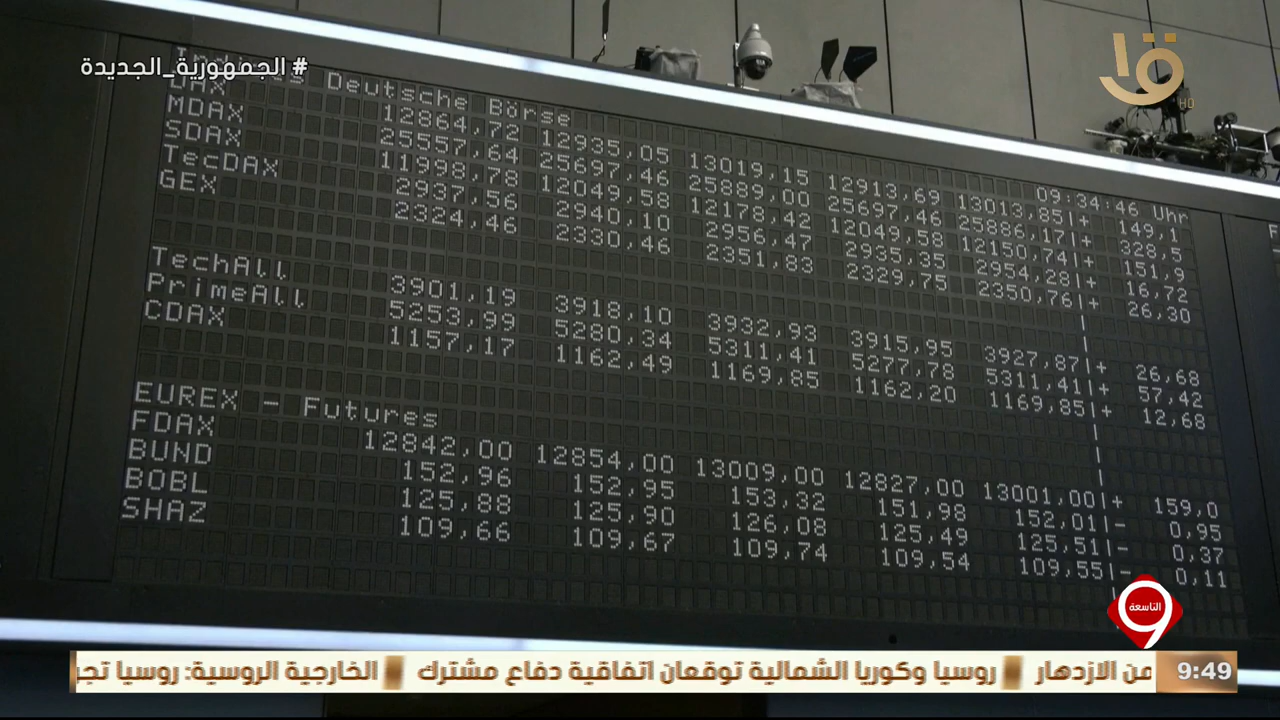 #الجمهورية_الجديدة
HD
Deutsche Börse 09:34:46 Uhr
DAX 12864,72 12935,05 13019,15 12913,69 13013,85|+ 149,1
MDAX 25557,64 25697,46 25889,00 25697,46 25886,17|+ 328,5
SDAX 11998,78 12049,58 12178,42 12049,58 12150,74|+ 151,9
TecDAX 2937,56 2940,10 2956,47 2935,35 2954,28|+ 16,72
GEX 2324,46 2330,46 2351,83 2329,75 2350,76|+ 26,30
TechAll 3901,19 3918,10 3932,93 3915,95 3927,87|+ 26,68
PrimeAll 5253,99 5280,34 5311,41 5277,78 5311,41|+ 57,42
CDAX 1157,17 1162,49 1169,85 1162,20 1169,85|+ 12,68
EUREX - Futures
FDAX 12842,00 12854,00 13009,00 12827,00 13001,00|+ 159,0
BUND 152,96 152,95 153,32 151,98 152,01|- 0,95
BOBL 125,88 125,90 126,08 125,49 125,51|- 0,37
SHAZ 109,66 109,67 109,74 109,54 109,55|- 0,11
التاسعة 9
9:49 من الازدهار روسيا وكوريا الشمالية توقعان اتفاقية دفاع مشترك الخارجية الروسية: روسيا